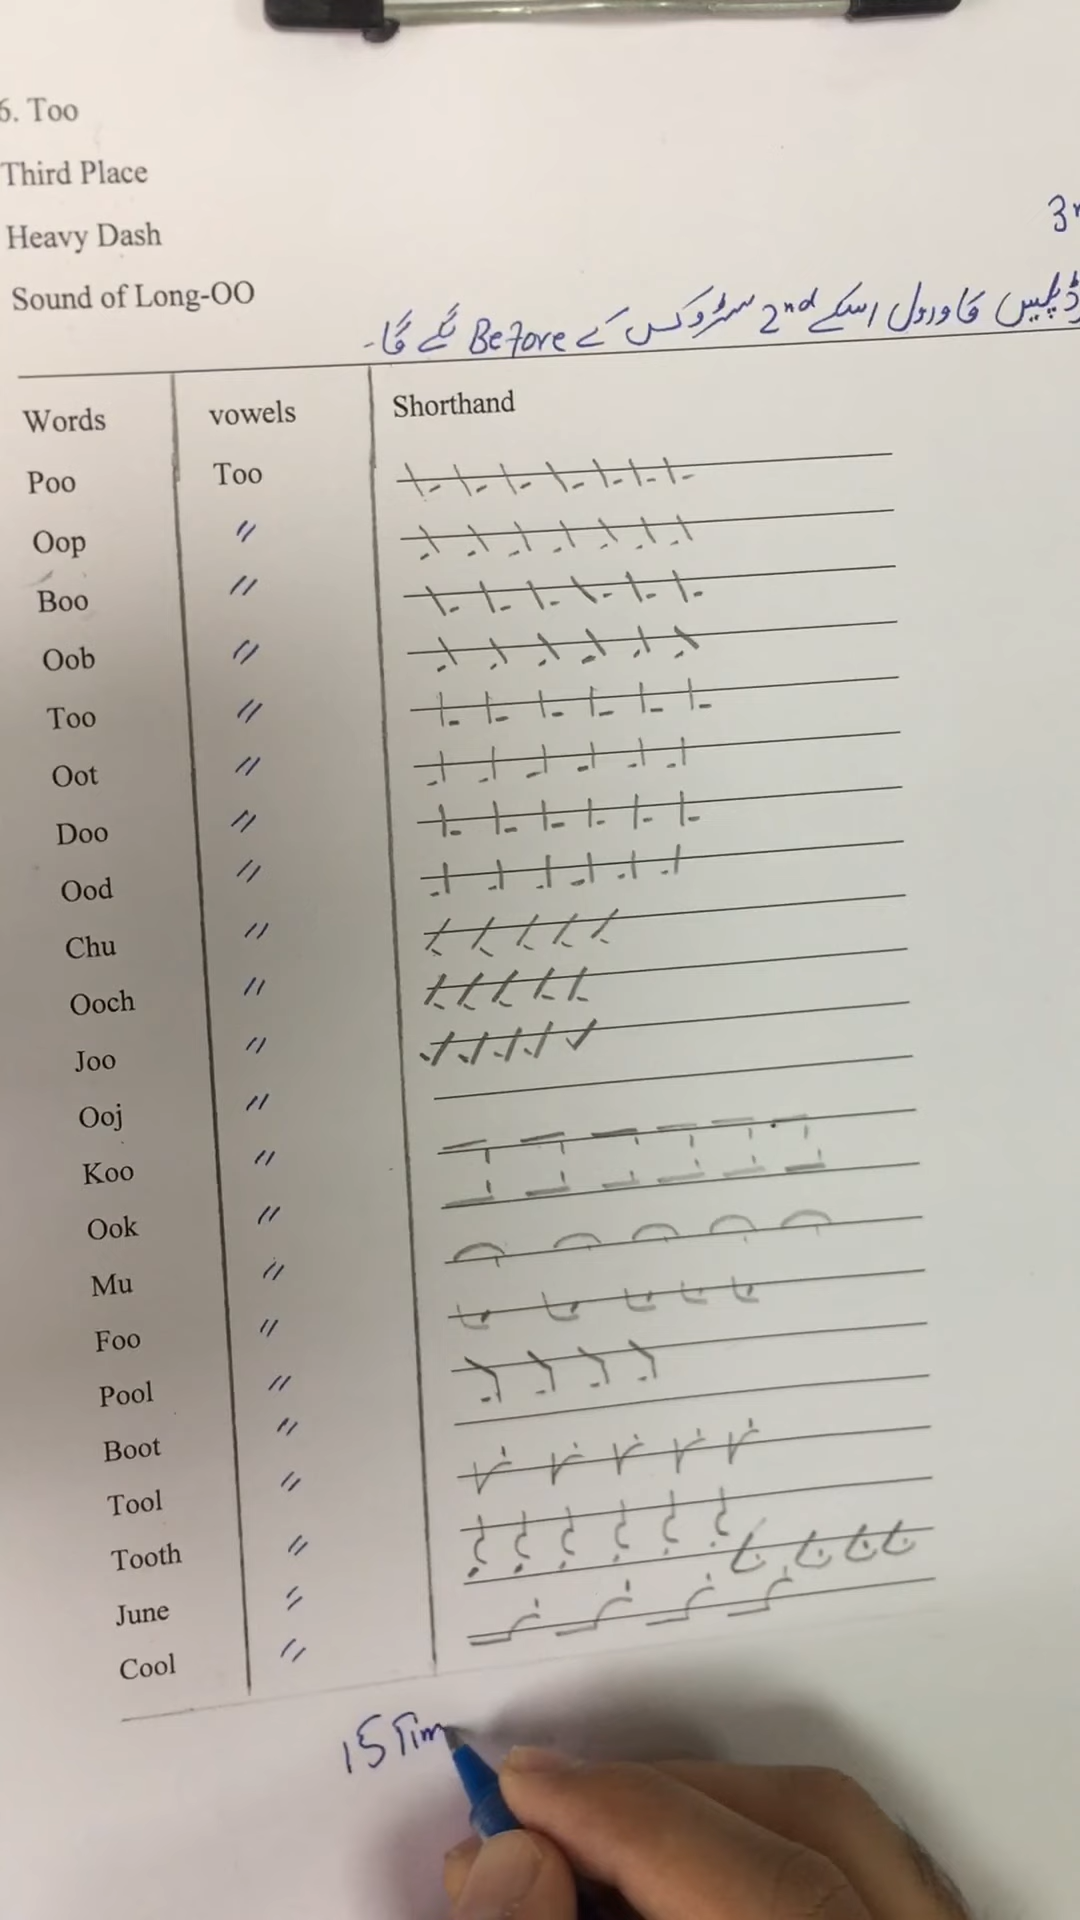 6. Too
Third Place
Heavy Dash
Sound of Long-OO
3r
پلیس کا وول اسکے 2nd سٹروکس کے Before لگے گا۔
Words vowels Shorthand
Poo Too
Oop "
Boo "
Oob "
Too "
Oot "
Doo "
Ood "
Chu "
Ooch "
Joo "
Ooj "
Koo "
Ook "
Mu "
Foo "
Pool "
Boot "
Tool "
Tooth "
June "
Cool "
15 Tim